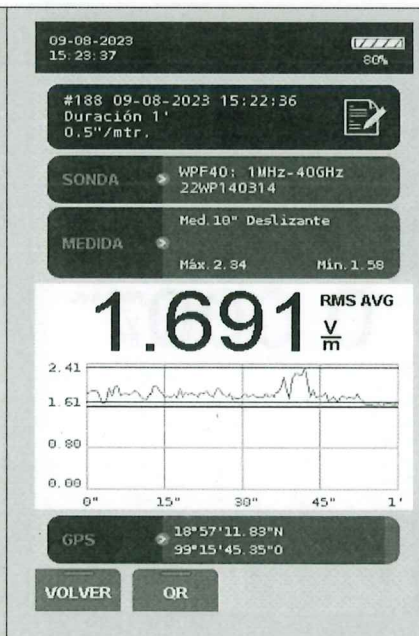 09-08-2023
15:23:37
80%
#188 09-08-2023 15:22:36
Duración 1'
0.5"/mtr.
SONDA
WPF40: 1MHz-40GHz
22WP140314
MEDIDA
Med.10" Deslizante
Máx.2.34 Mín.1.58
1.691 RMS AVG
V/m
2.41
1.61
0.80
0.00
0" 15" 30" 45" 1'
GPS
18°57'11.83"N
99°15'45.35"O
VOLVER QR